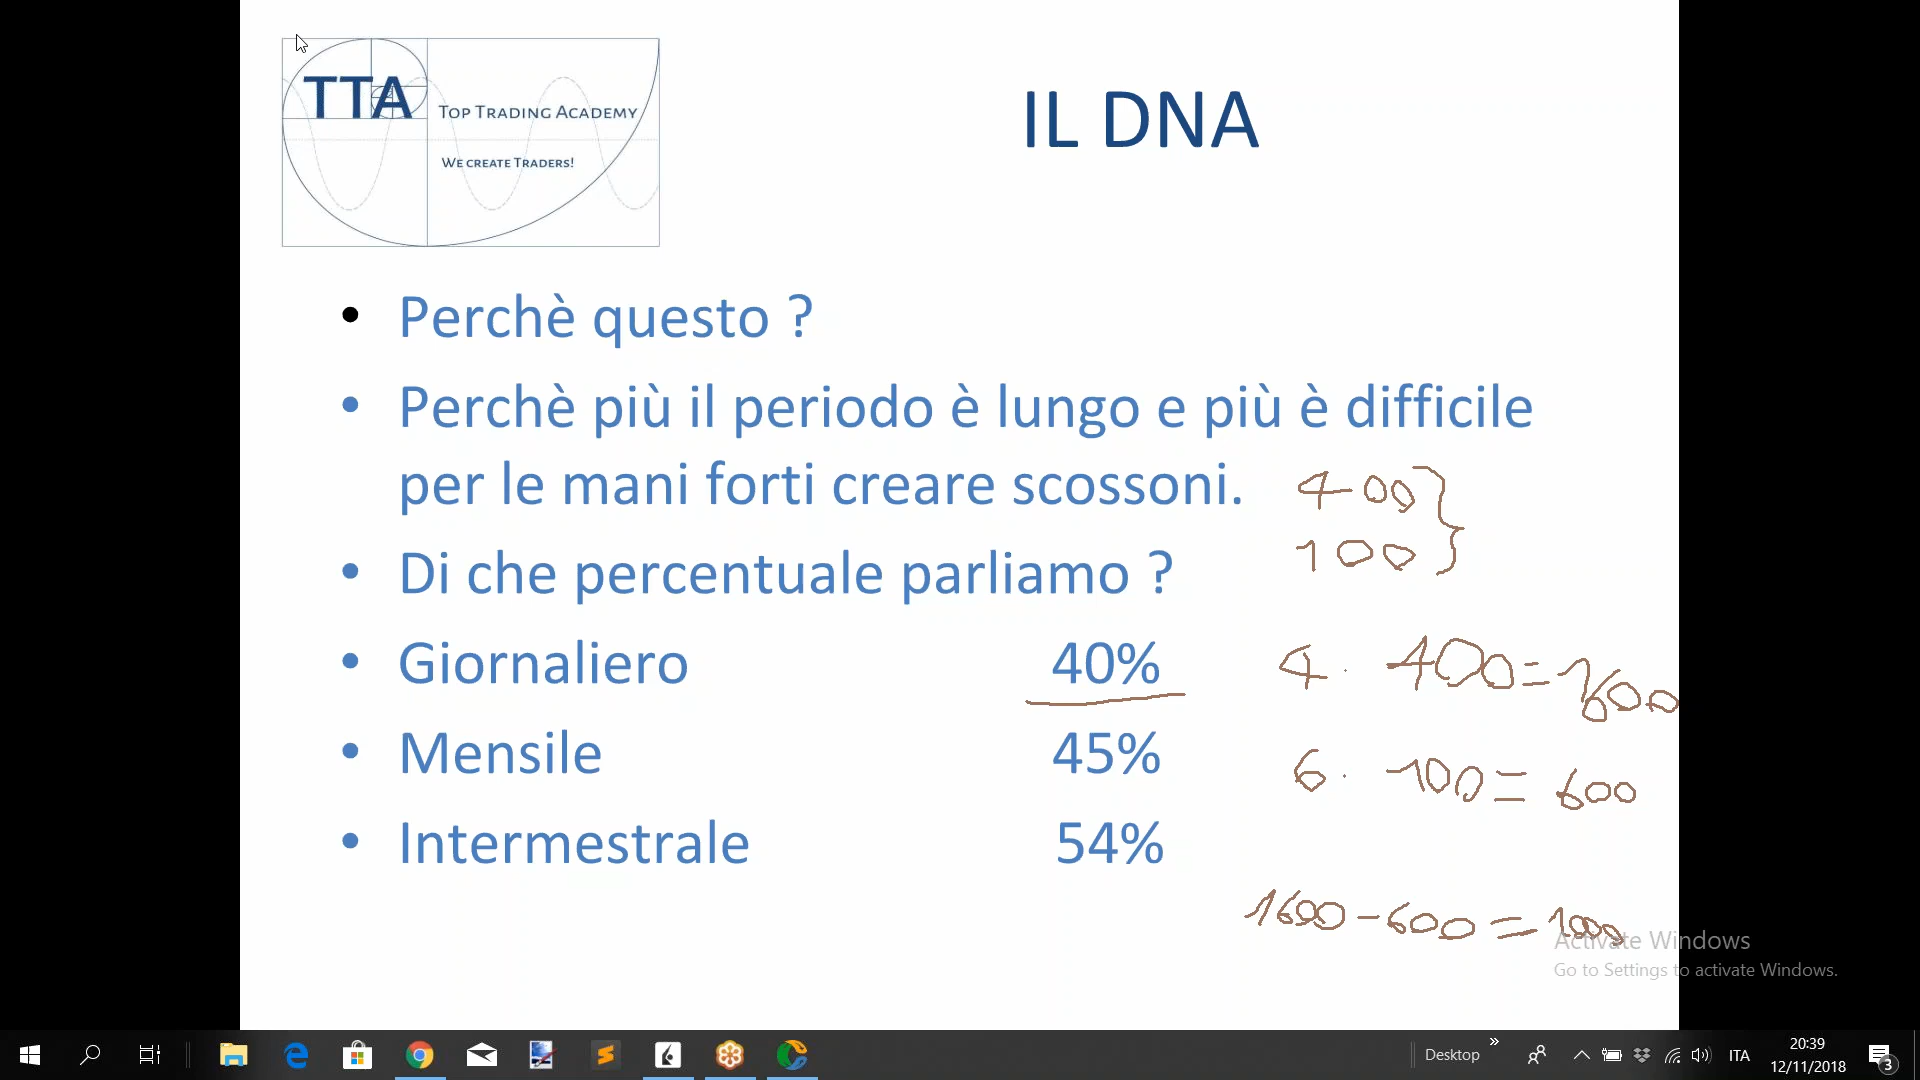 TTA
TOP TRADING ACADEMY
WE CREATE TRADERS!
IL DNA
• Perchè questo ?
• Perchè più il periodo è lungo e più è difficile
per le mani forti creare scossoni.
400
100
• Di che percentuale parliamo ?
• Giornaliero 40%
4 · 400 = 1600
• Mensile 45%
6 · 100 = 600
• Intermestrale 54%
1600 - 600 = 1000
Activate Windows
Go to Settings to activate Windows.
Desktop
ITA
20:39
12/11/2018
3